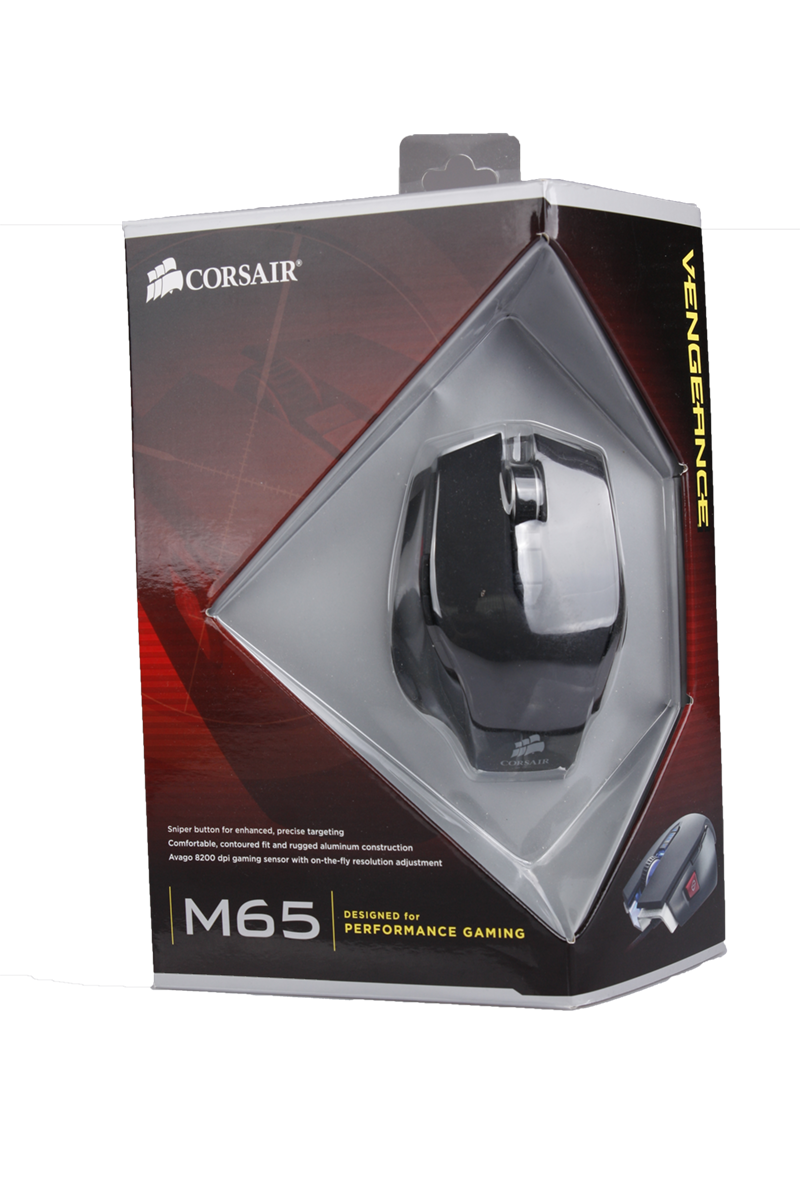 CORSAIR®
VENGEANCE
CORSAIR
Sniper button for enhanced, precise targeting
Comfortable, contoured fit and rugged aluminum construction
Avago 8200 dpi gaming sensor with on-the-fly resolution adjustment
M65
DESIGNED for
PERFORMANCE GAMING